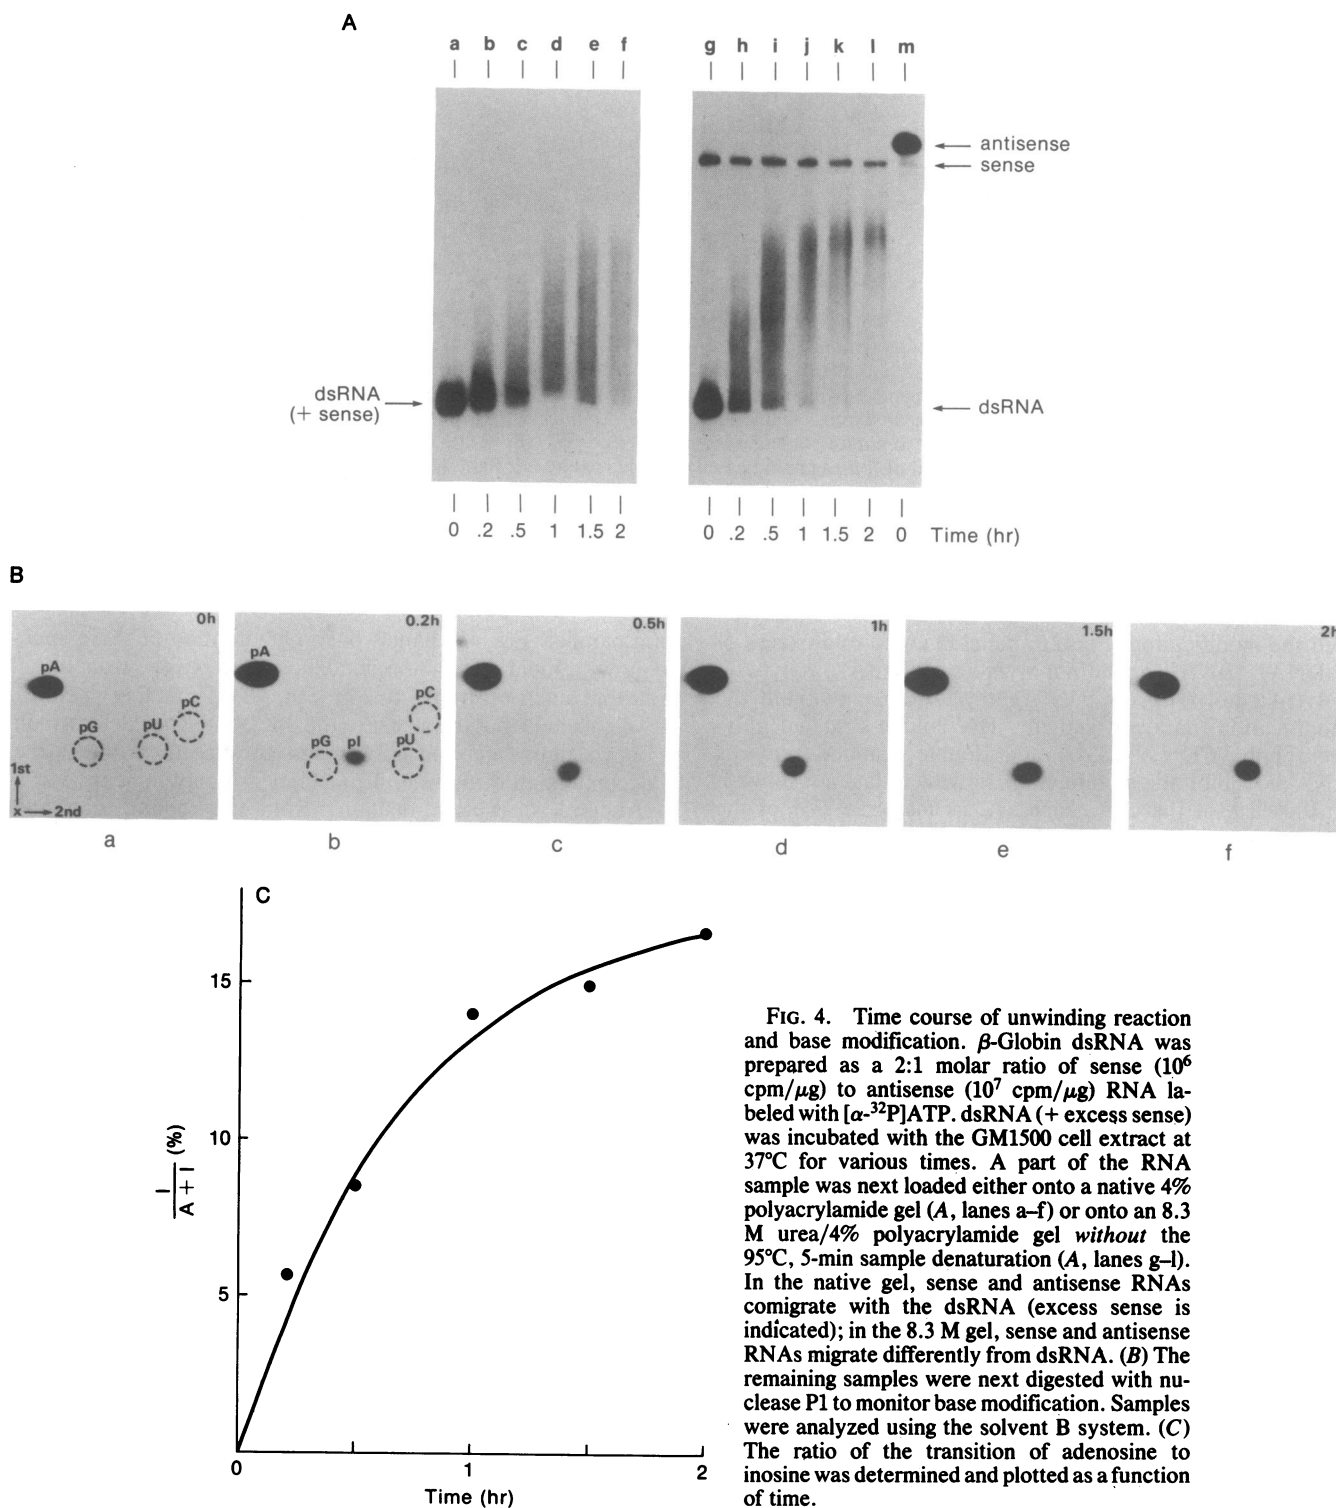 A
a b c d e f g h i j k l m
antisense
sense
dsRNA
(+ sense)
dsRNA
0 .2 .5 1 1.5 2 0 .2 .5 1 1.5 2 0 Time (hr)
B
0h 0.2h 0.5h 1h 1.5h 2h
pA pG pU pC
1st
x 2nd
pA pG pI pU pC
a b c d e f
C
15
10
5
I
A + I
(%)
0 1 2
Time (hr)
FIG. 4. Time course of unwinding reaction
and base modification. β-Globin dsRNA was
prepared as a 2:1 molar ratio of sense (10⁶
cpm/μg) to antisense (10⁷ cpm/μg) RNA la-
beled with [α-³²P]ATP. dsRNA (+ excess sense)
was incubated with the GM1500 cell extract at
37°C for various times. A part of the RNA
sample was next loaded either onto a native 4%
polyacrylamide gel (A, lanes a–f) or onto an 8.3
M urea/4% polyacrylamide gel without the
95°C, 5-min sample denaturation (A, lanes g–l).
In the native gel, sense and antisense RNAs
comigrate with the dsRNA (excess sense is
indicated); in the 8.3 M gel, sense and antisense
RNAs migrate differently from dsRNA. (B) The
remaining samples were next digested with nu-
clease P1 to monitor base modification. Samples
were analyzed using the solvent B system. (C)
The ratio of the transition of adenosine to
inosine was determined and plotted as a function
of time.